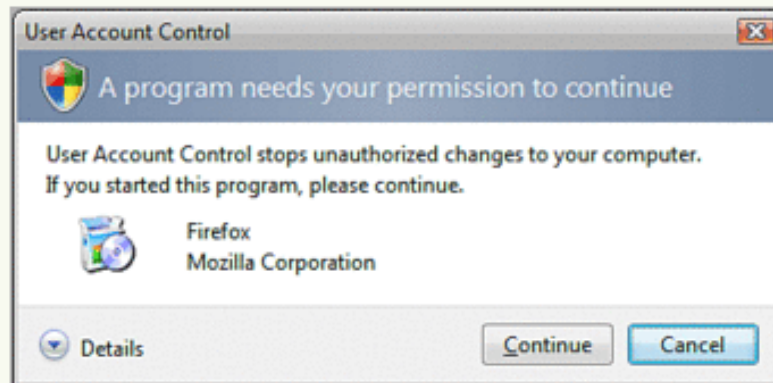 User Account Control
A program needs your permission to continue
User Account Control stops unauthorized changes to your computer.
If you started this program, please continue.
Firefox
Mozilla Corporation
Details
Continue
Cancel